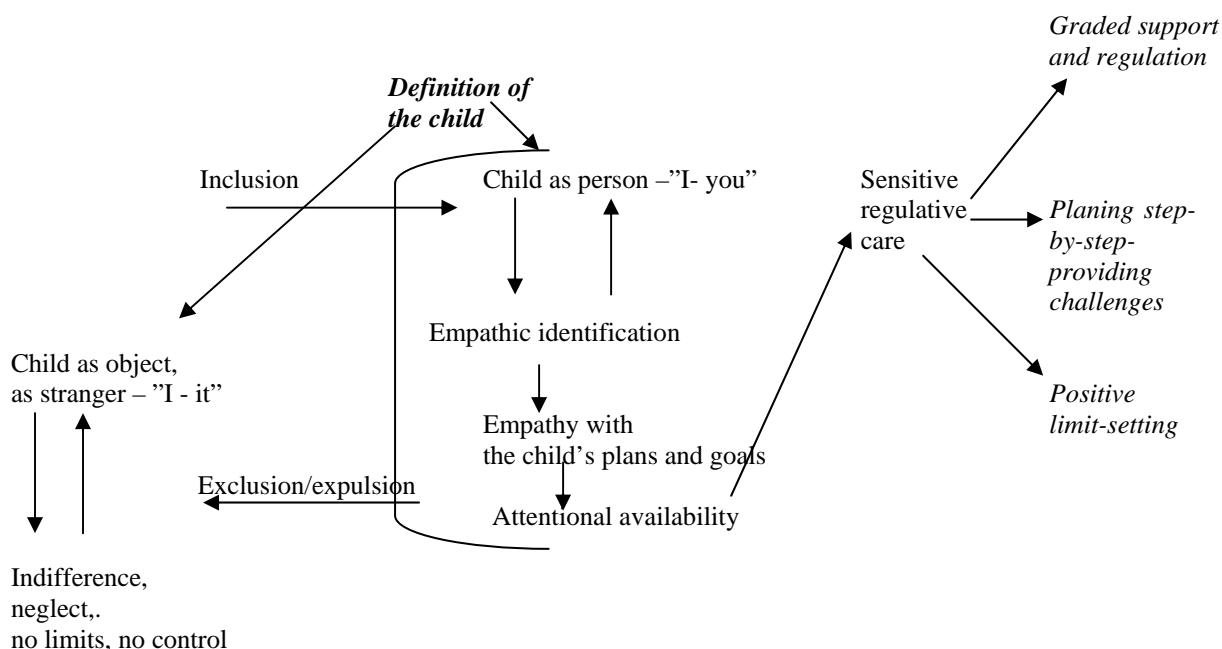 Graded support
and regulation
Definition of
the child
Inclusion
Child as person –”I- you”
Sensitive
regulative
care
Planing step-
by-step-
providing
challenges
Empathic identification
Child as object,
as stranger – ”I - it”
Positive
limit-setting
Empathy with
the child’s plans and goals
Exclusion/expulsion
Attentional availability
Indifference,
neglect,.
no limits, no control